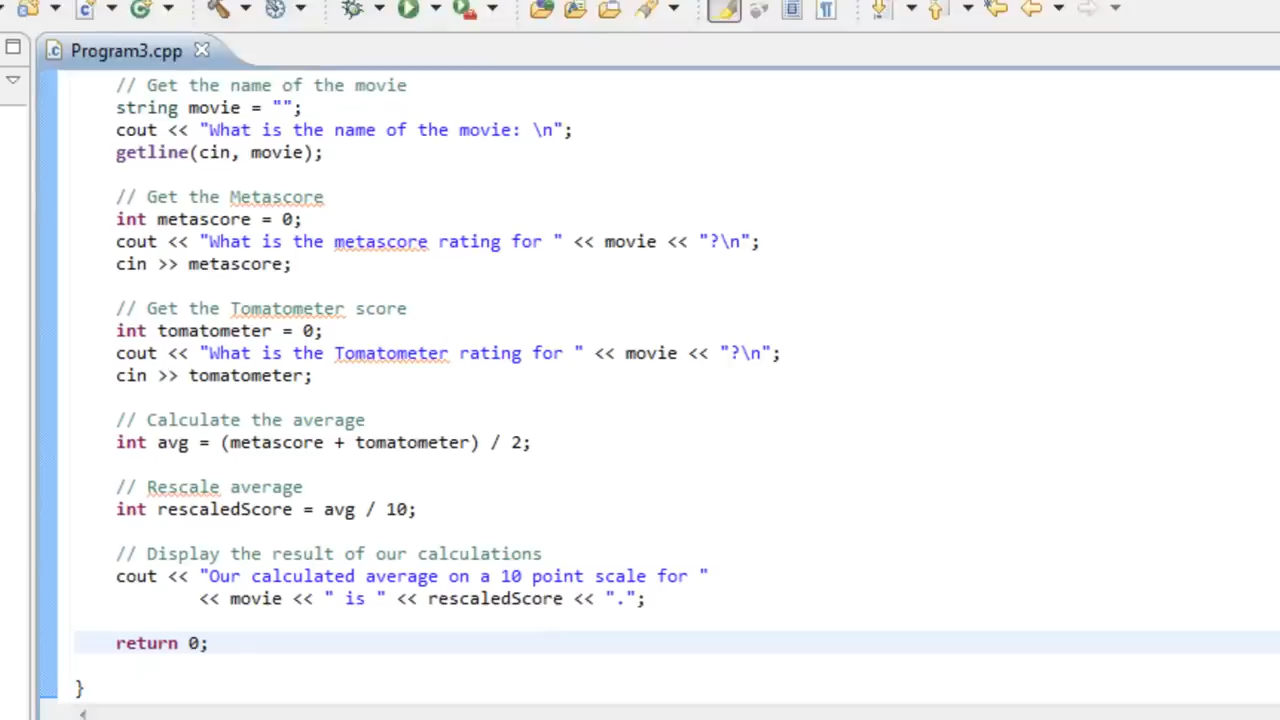 Program3.cpp
// Get the name of the movie
string movie = "";
cout << "What is the name of the movie: \n";
getline(cin, movie);
// Get the Metascore
int metascore = 0;
cout << "What is the metascore rating for " << movie << "?\n";
cin >> metascore;
// Get the Tomatometer score
int tomatometer = 0;
cout << "What is the Tomatometer rating for " << movie << "?\n";
cin >> tomatometer;
// Calculate the average
int avg = (metascore + tomatometer) / 2;
// Rescale average
int rescaledScore = avg / 10;
// Display the result of our calculations
cout << "Our calculated average on a 10 point scale for "
<< movie << " is " << rescaledScore << ".";
return 0;
}